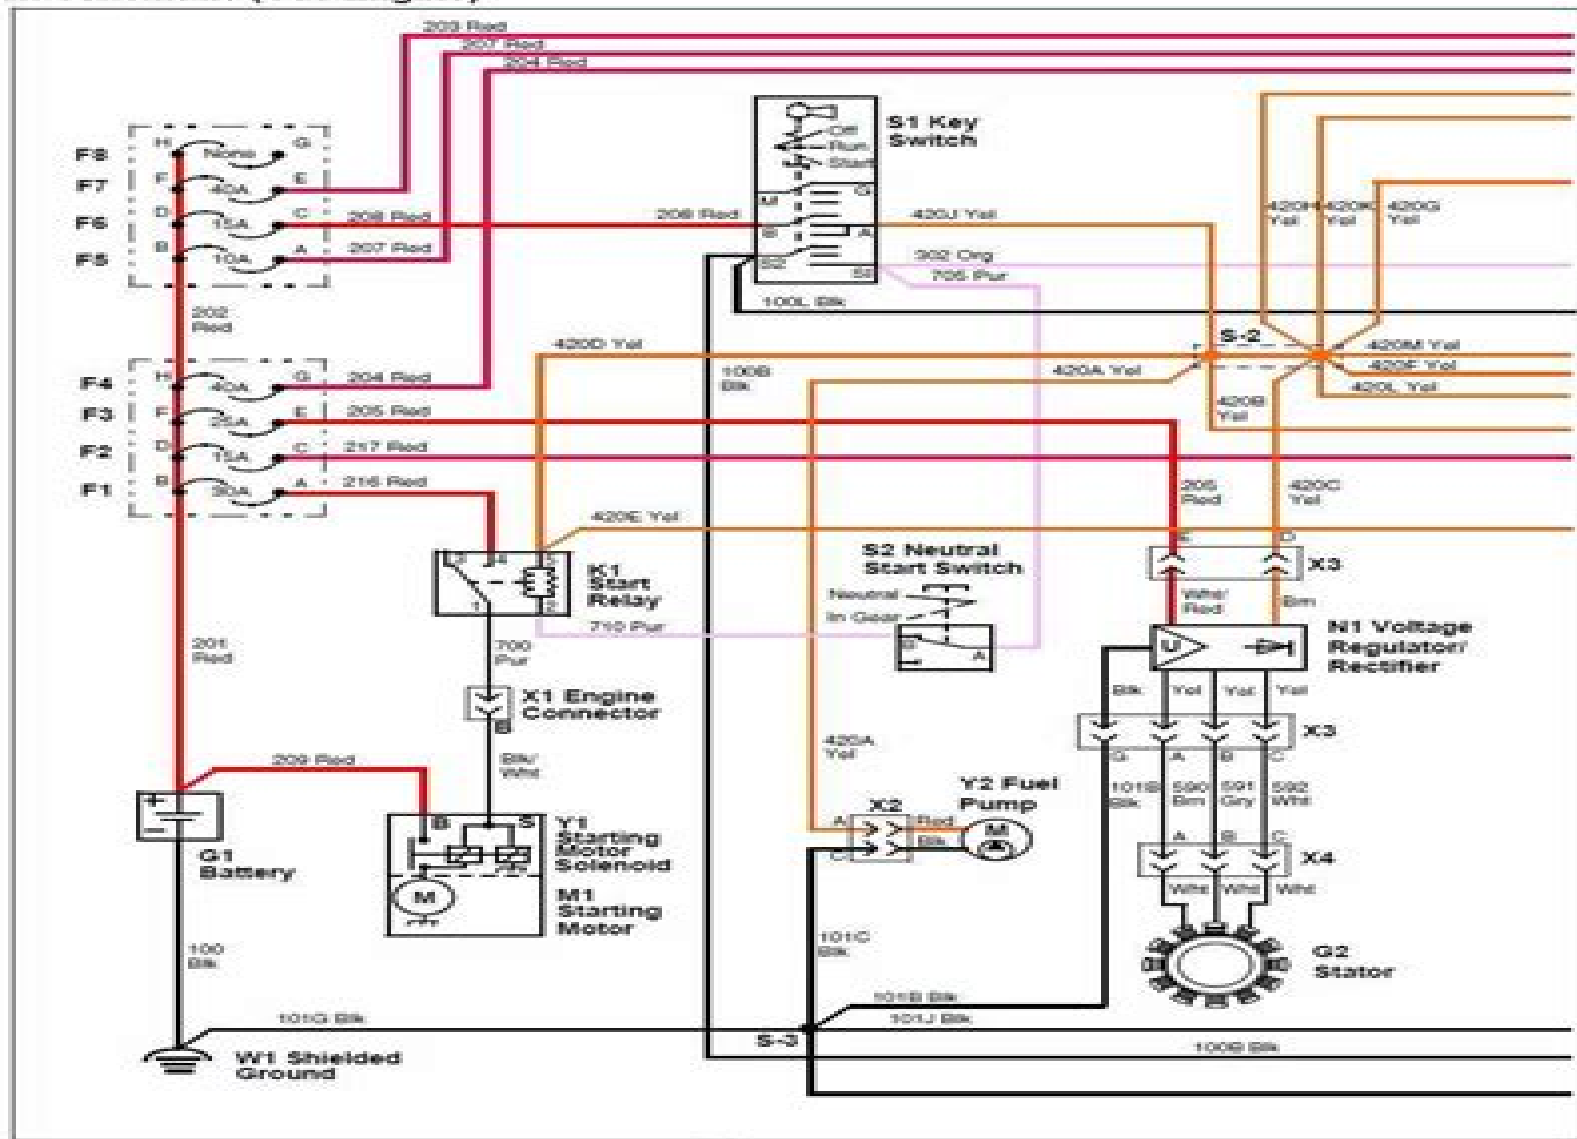 203 Red
207 Red
204 Red
S1 Key
Switch
Off
Run
Start
F8
H
None
G
F7
F
40A
E
F6
D
15A
C
208 Red
208 Red
F5
B
10A
A
207 Red
M
G
B
A
S2
420J Yel
902 Org
705 Pur
100L Blk
420H
Yel
420K
Yel
420G
Yel
202
Red
S-2
420D Yel
100B
Blk
420A Yel
420B
Yel
420M Yel
420F Yel
420L Yel
F4
H
40A
G
204 Red
F3
F
25A
E
205 Red
F2
D
15A
C
217 Red
F1
B
A
216 Red
420E Yel
205
Red
420C
Yel
E
D
X3
K1
Start
Relay
S2 Neutral
Start Switch
Neutral
In Gear
B
A
710 Pur
Wht/
Red
Brn
N1 Voltage
Regulator/
Rectifier
U
201
Red
700
Pur
X1 Engine
Connector
B
Blk
Yel
Yel
Yel
X3
G
A
B
C
209 Red
Blk/
Wht
420A
Yel
Y2 Fuel
Pump
X2
A
Red
M
C
Blk
101B
Blk
590
Brn
591
Gry
592
Wht
A
B
C
X4
Wht
Wht
Wht
+
−
G1
Battery
B
S
Y1
Starting
Motor
Solenoid
M
M1
Starting
Motor
100
Blk
101C
Blk
G2
Stator
101G Blk
101B Blk
101J Blk
S-3
100B Blk
W1 Shielded
Ground